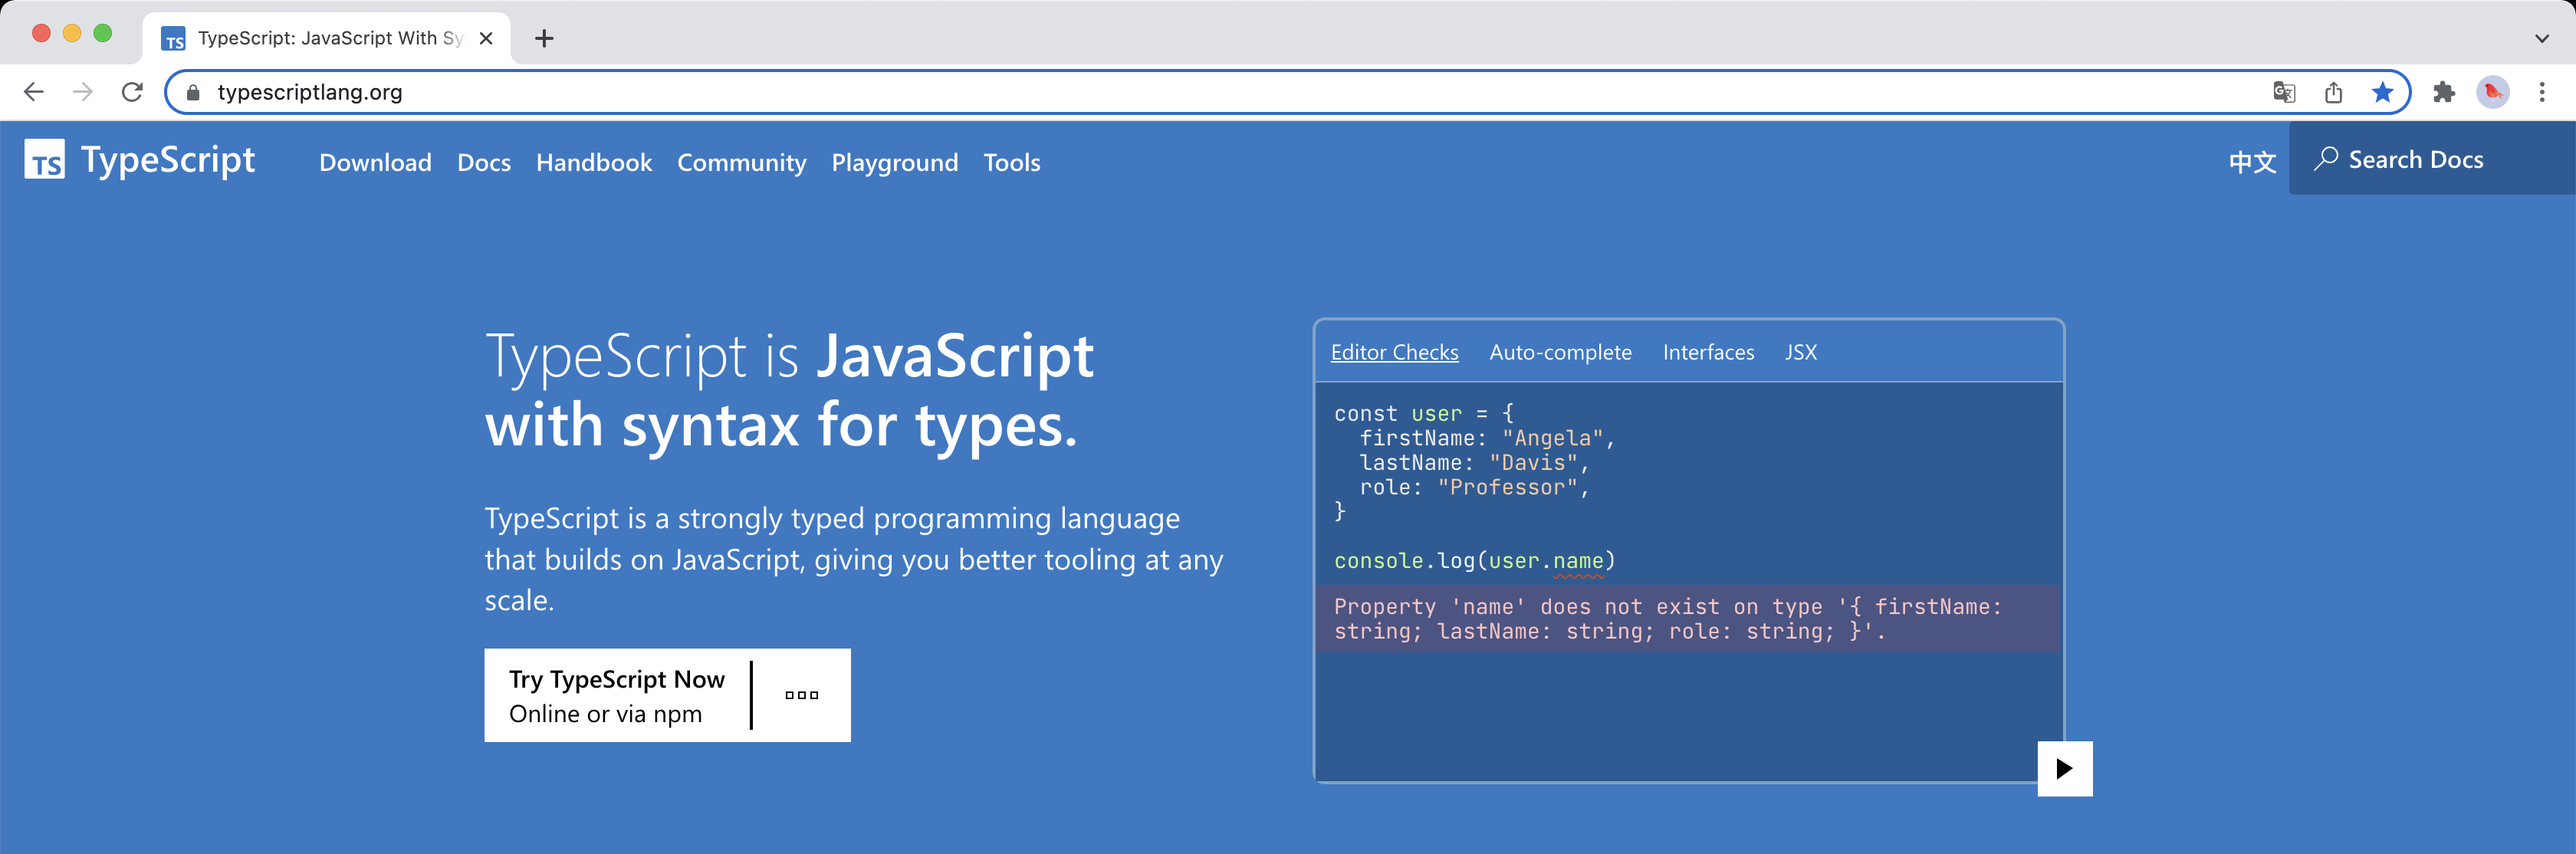 TypeScript: JavaScript With Sy
typescriptlang.org
TS TypeScript Download Docs Handbook Community Playground Tools 中文 Search Docs
TypeScript is JavaScript
with syntax for types.
TypeScript is a strongly typed programming language
that builds on JavaScript, giving you better tooling at any
scale.
Try TypeScript Now
Online or via npm
Editor Checks Auto-complete Interfaces JSX
const user = {
  firstName: "Angela",
  lastName: "Davis",
  role: "Professor",
}
console.log(user.name)
Property 'name' does not exist on type '{ firstName:
string; lastName: string; role: string; }'.